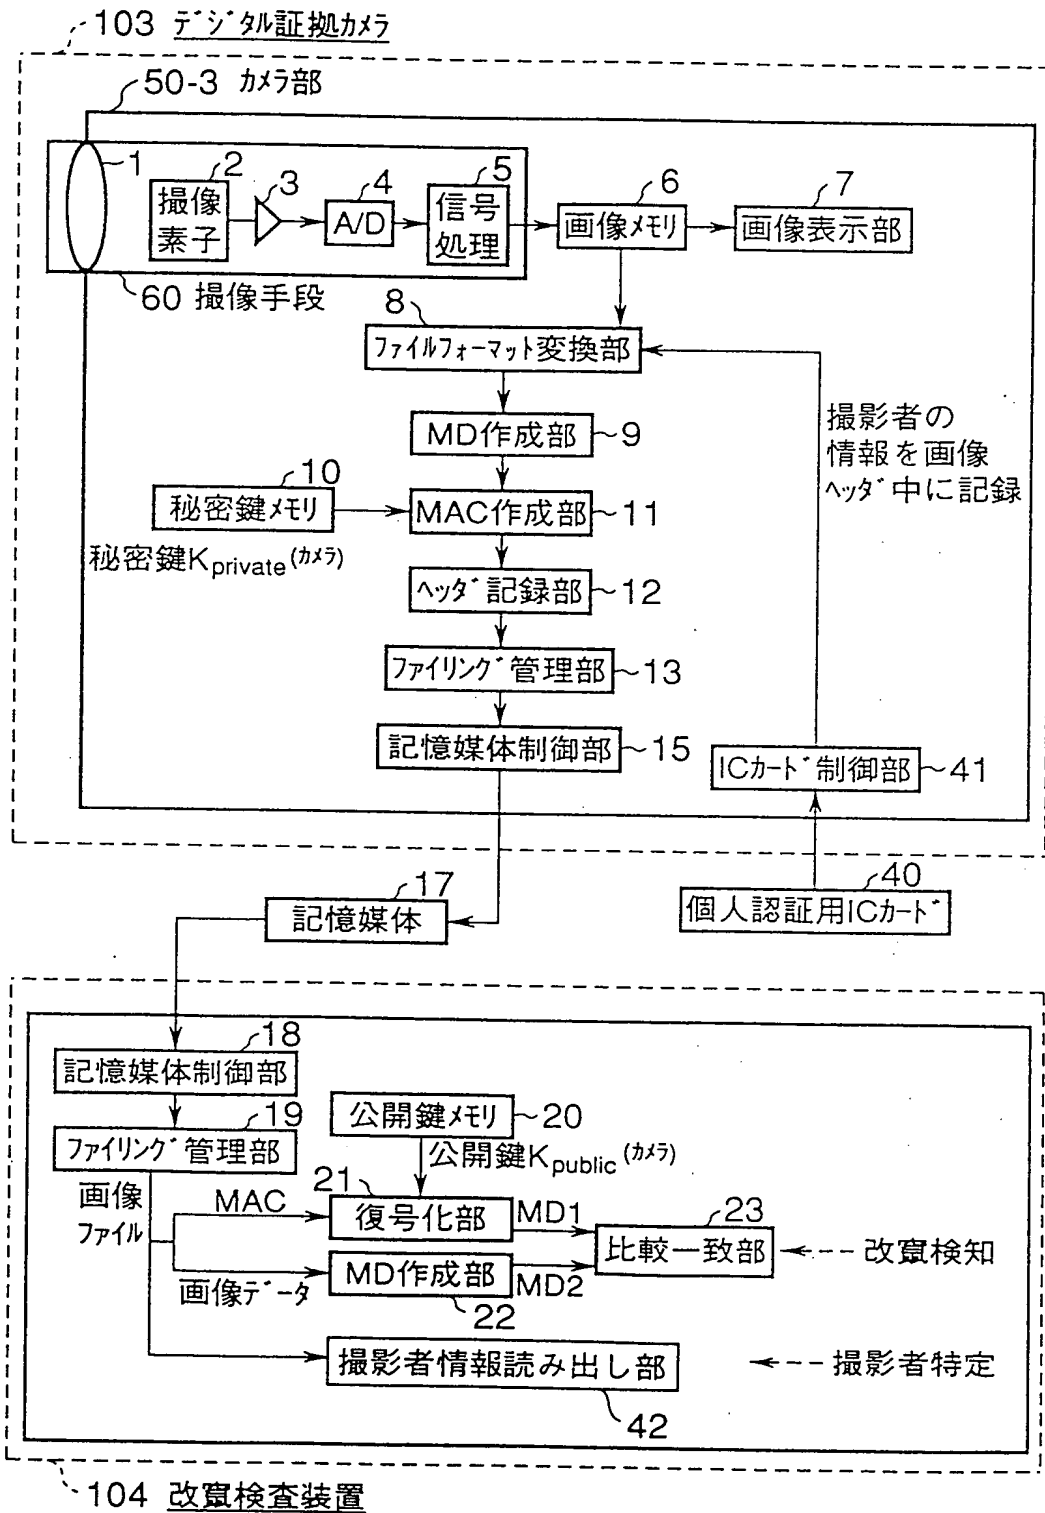 103 デジタル証拠カメラ
50-3 カメラ部
1
2
3
4
5
6
7
撮像
素子
A/D
信号
処理
画像メモリ
画像表示部
60 撮像手段
8
ファイルフォーマット変換部
MD作成部
9
撮影者の
情報を画像
ヘッダ中に記録
10
秘密鍵メモリ
MAC作成部
11
秘密鍵Kprivate(カメラ)
ヘッダ記録部
12
ファイリング管理部
13
記憶媒体制御部
15
ICカード制御部
41
17
記憶媒体
40
個人認証用ICカード
18
記憶媒体制御部
19
ファイリング管理部
公開鍵メモリ
20
公開鍵Kpublic(カメラ)
画像
ファイル
MAC
21
復号化部
MD1
23
比較一致部
改竄検知
画像データ
MD作成部
MD2
22
撮影者情報読み出し部
撮影者特定
42
104 改竄検査装置